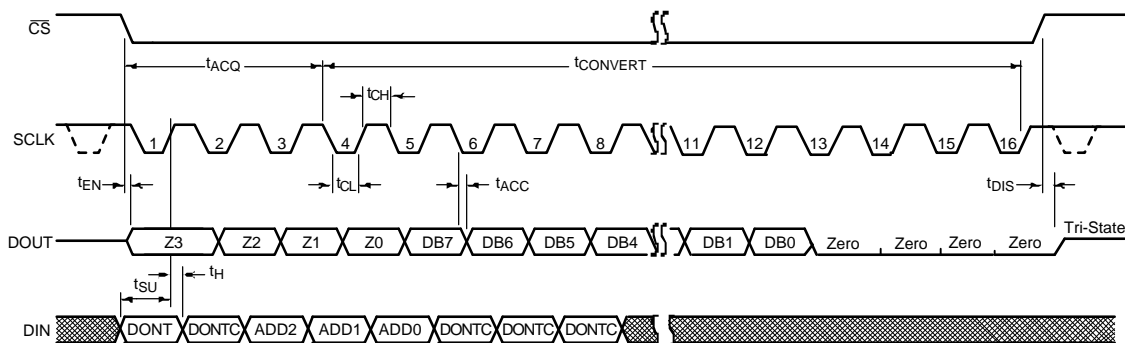 CS
tACQ
tCONVERT
tCH
SCLK 1 2 3 4 5 6 7 8 11 12 13 14 15 16
tEN
tCL
tACC
tDIS
Tri-State
DOUT Z3 Z2 Z1 Z0 DB7 DB6 DB5 DB4 DB1 DB0 Zero Zero Zero Zero
tSU
tH
DIN DONT DONTC ADD2 ADD1 ADD0 DONTC DONTC DONTC